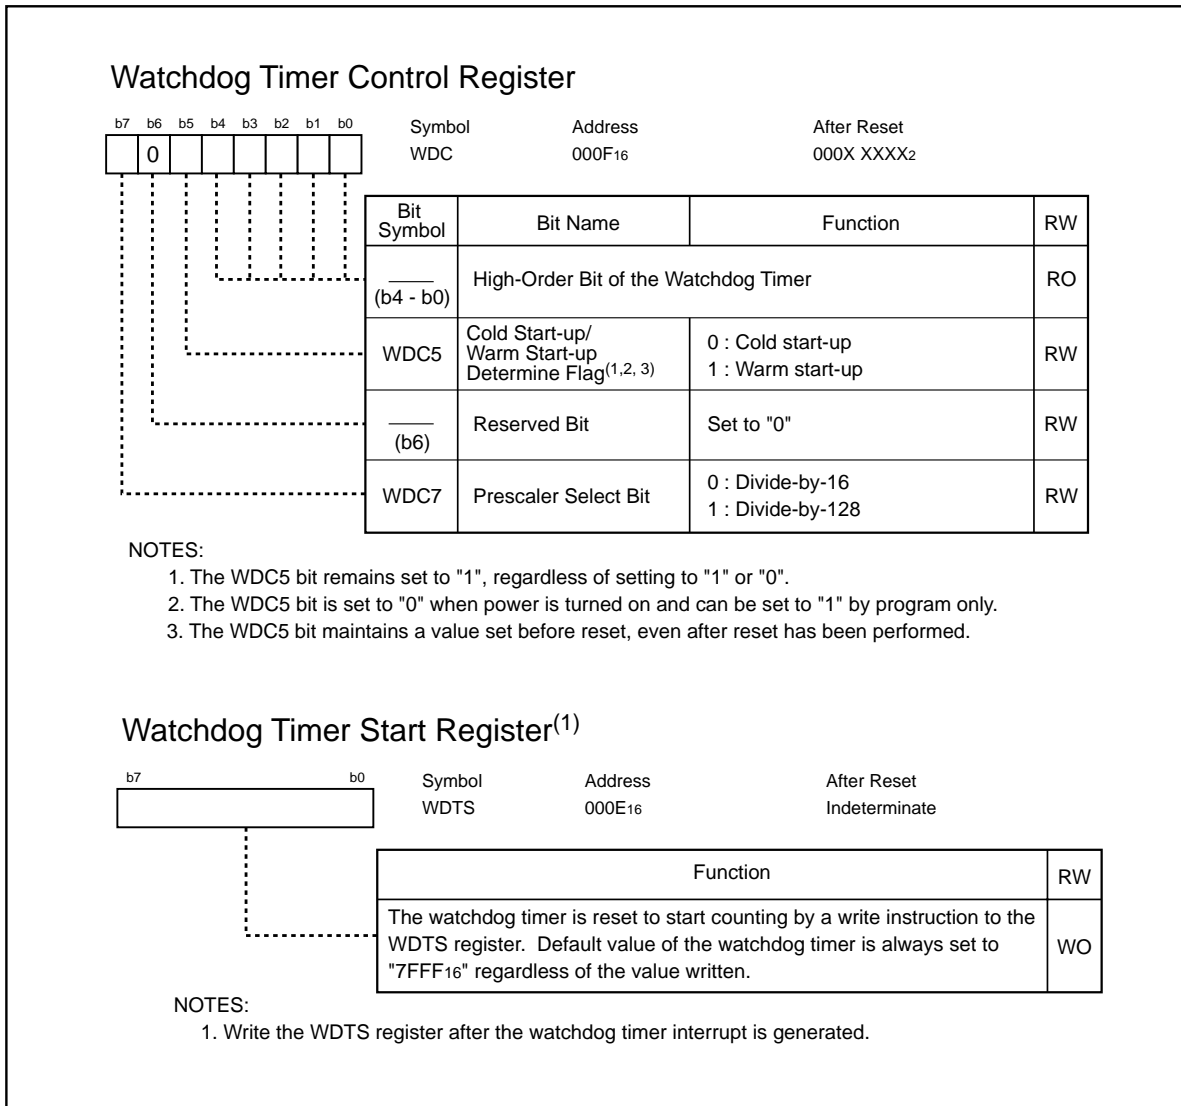 Watchdog Timer Control Register
b7 b6 b5 b4 b3 b2 b1 b0 Symbol Address After Reset
0 WDC 000F16 000X XXXX2
Bit Symbol Bit Name Function RW
(b4 - b0) High-Order Bit of the Watchdog Timer RO
WDC5 Cold Start-up/
Warm Start-up
Determine Flag(1,2, 3) 0 : Cold start-up
1 : Warm start-up RW
(b6) Reserved Bit Set to "0" RW
WDC7 Prescaler Select Bit 0 : Divide-by-16
1 : Divide-by-128 RW
NOTES:
1. The WDC5 bit remains set to "1", regardless of setting to "1" or "0".
2. The WDC5 bit is set to "0" when power is turned on and can be set to "1" by program only.
3. The WDC5 bit maintains a value set before reset, even after reset has been performed.
Watchdog Timer Start Register(1)
b7 b0 Symbol Address After Reset
WDTS 000E16 Indeterminate
Function RW
The watchdog timer is reset to start counting by a write instruction to the
WDTS register. Default value of the watchdog timer is always set to
"7FFF16" regardless of the value written. WO
NOTES:
1. Write the WDTS register after the watchdog timer interrupt is generated.